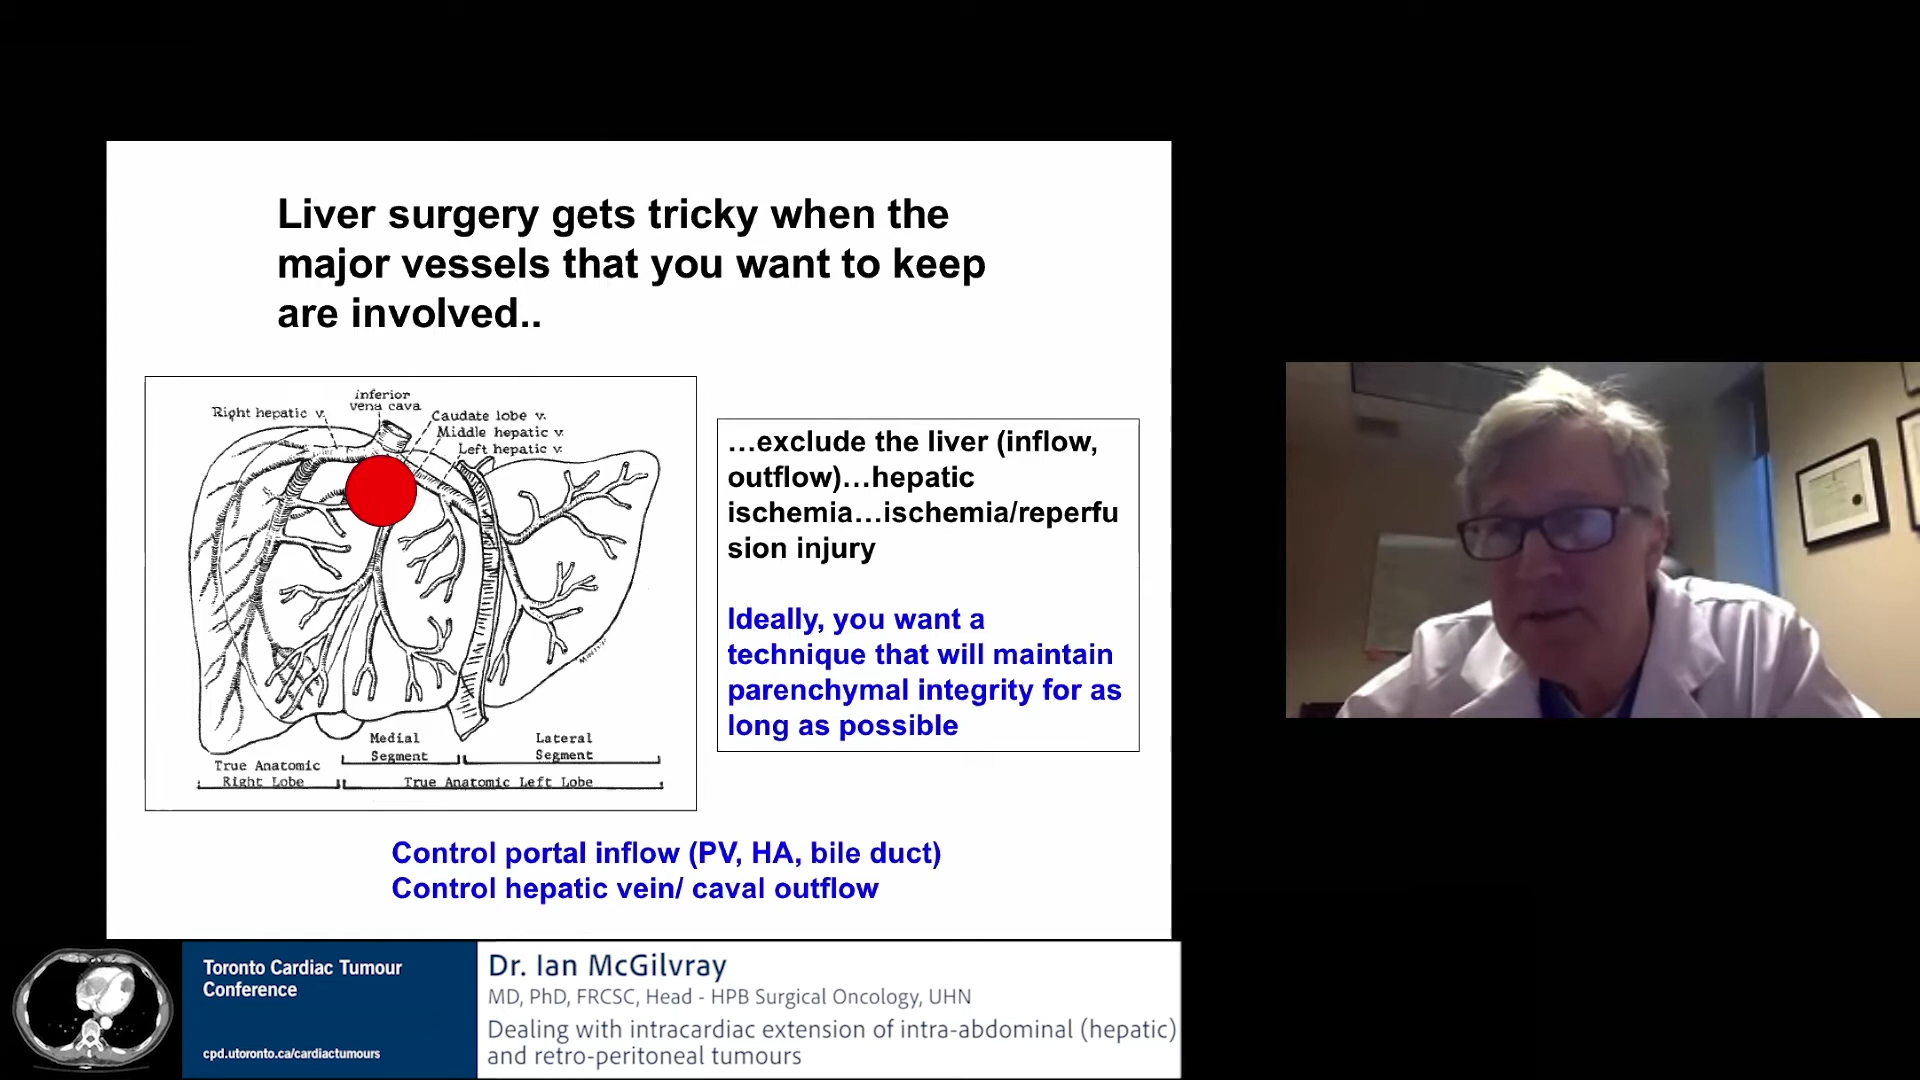 Liver surgery gets tricky when the
major vessels that you want to keep
are involved..
Inferior
vena cava
Right hepatic v.
Caudate lobe v.
Middle hepatic v
Left hepatic v.
Medial
Segment
Lateral
Segment
True Anatomic
Right Lobe
True Anatomic Left Lobe
…exclude the liver (inflow,
outflow)…hepatic
ischemia…ischemia/reperfu
sion injury
Ideally, you want a
technique that will maintain
parenchymal integrity for as
long as possible
Control portal inflow (PV, HA, bile duct)
Control hepatic vein/ caval outflow
Toronto Cardiac Tumour
Conference
cpd.utoronto.ca/cardiactumours
Dr. Ian McGilvray
MD, PhD, FRCSC, Head - HPB Surgical Oncology, UHN
Dealing with intracardiac extension of intra-abdominal (hepatic)
and retro-peritoneal tumours